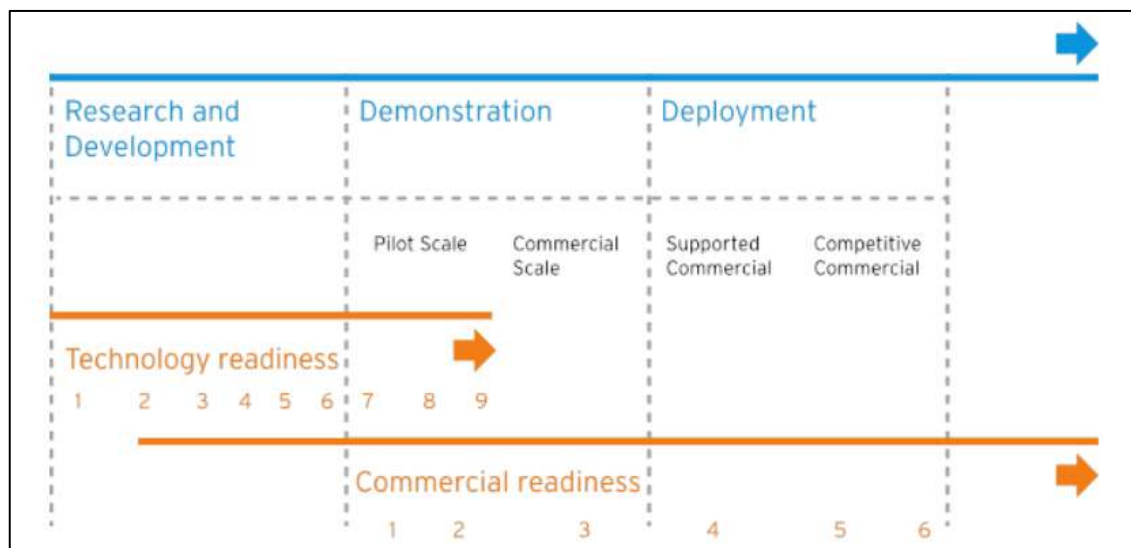 Research and
Development
Demonstration
Deployment
Pilot Scale
Commercial
Scale
Supported
Commercial
Competitive
Commercial
Technology readiness
1 2 3 4 5 6 7 8 9
Commercial readiness
1 2 3 4 5 6